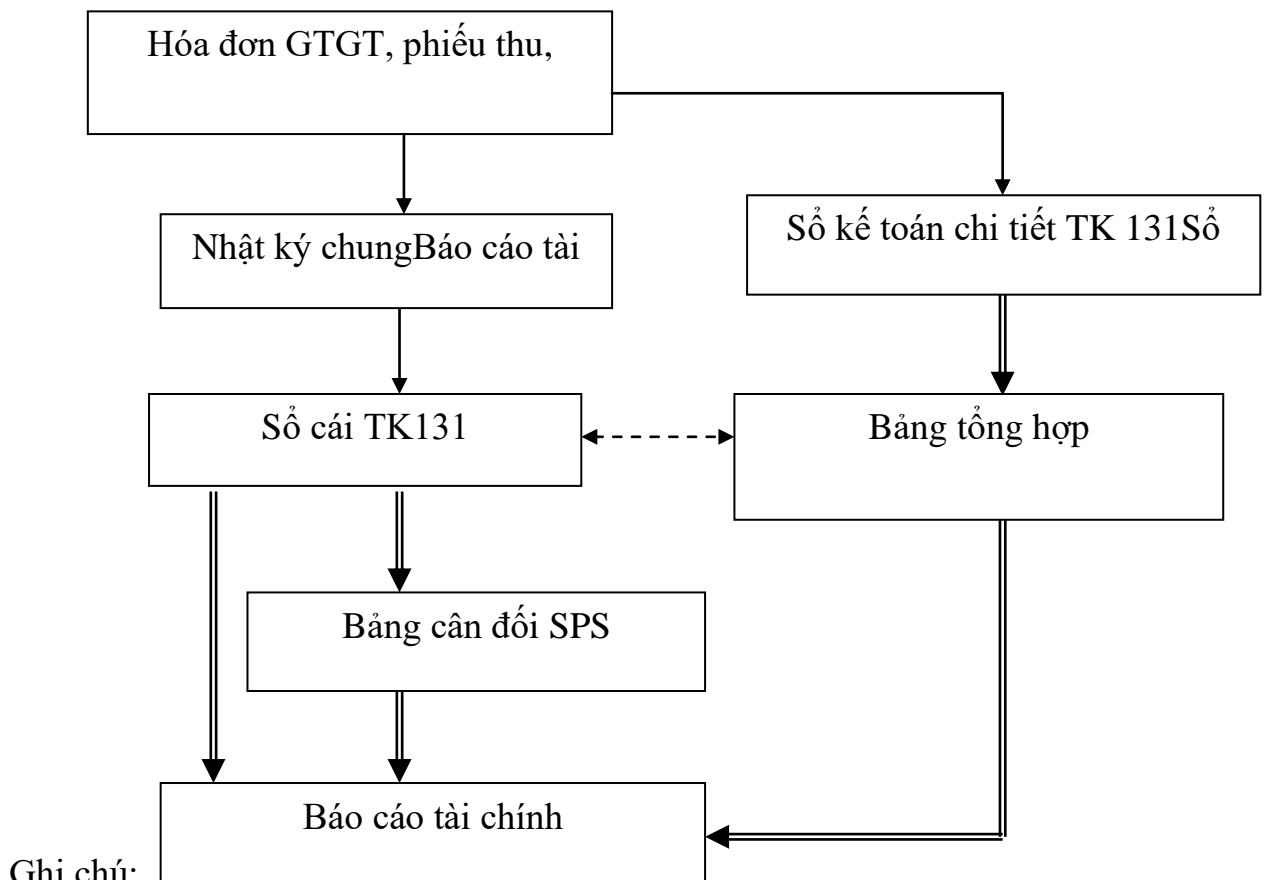 Hóa đơn GTGT, phiếu thu,
Nhật ký chungBáo cáo tài
Sổ kế toán chi tiết TK 131Sổ
Sổ cái TK131
Bảng tổng hợp
Bảng cân đối SPS
Báo cáo tài chính
Ghi chú: